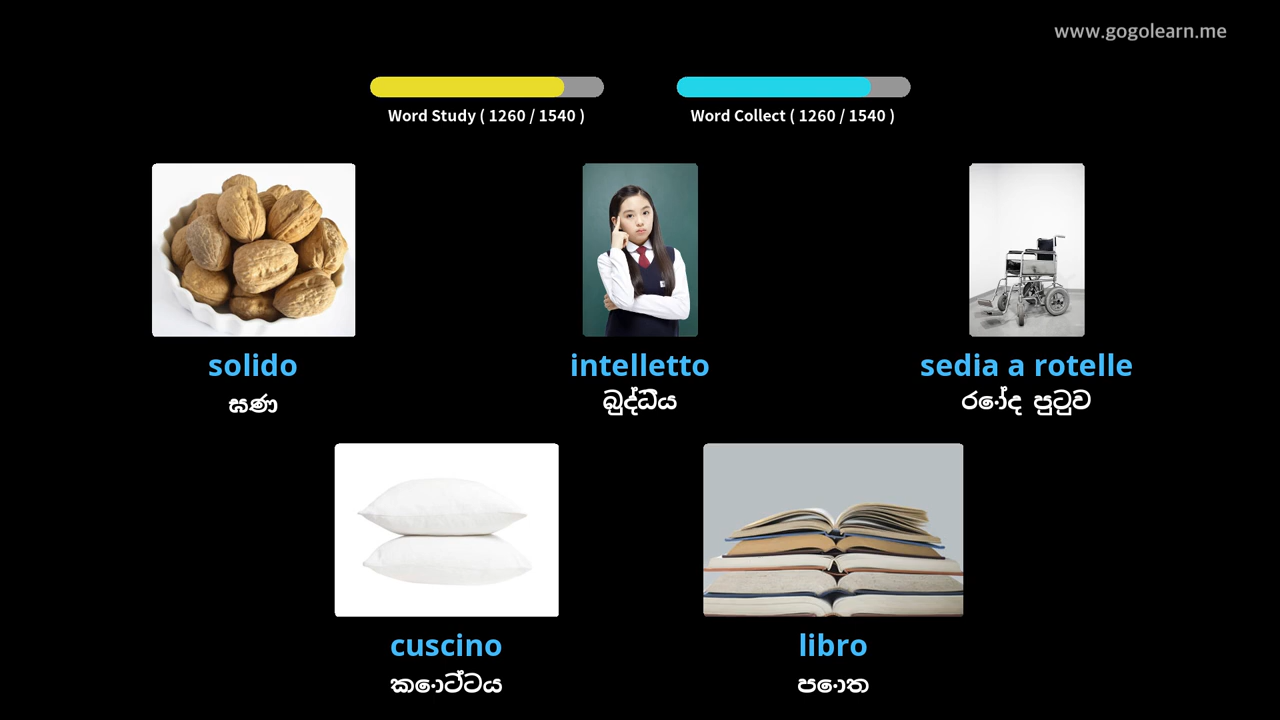 www.gogolearn.me
Word Study ( 1260 / 1540 )
Word Collect ( 1260 / 1540 )
solido
intelletto
sedia a rotelle
ඝණ
බුද්ධිය
රෝද පුටුව
cuscino
libro
කොට්ටය
පොත